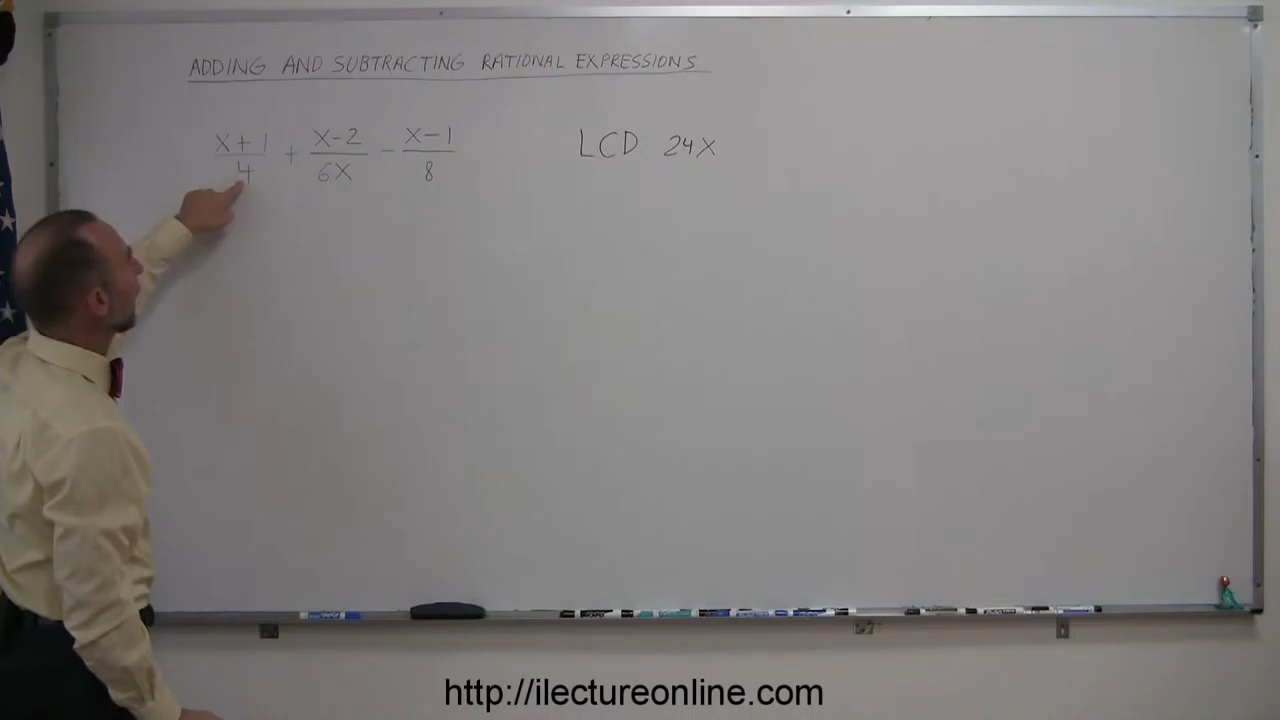 ADDING AND SUBTRACTING RATIONAL EXPRESSIONS
x+1/4 + x-2/6x - x-1/8 LCD 24x
http://ilectureonline.com